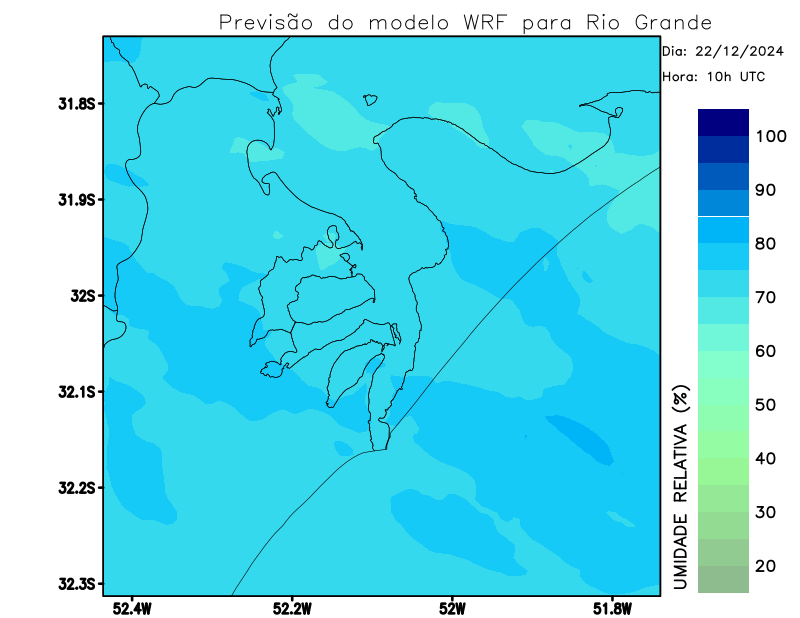 Previsão do modelo WRF para Rio Grande
Dia: 22/12/2024
Hora: 10h UTC
31.8S
31.9S
32S
32.1S
32.2S
32.3S
52.4W
52.2W
52W
51.8W
100
90
80
70
60
50
40
30
20
UMIDADE RELATIVA (%)